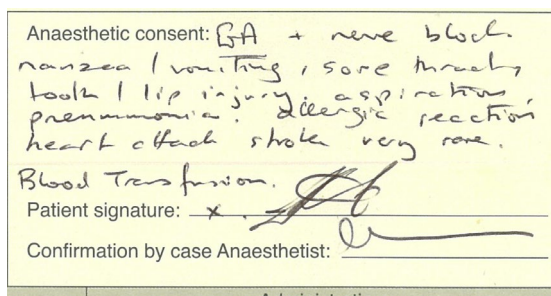 Anaesthetic consent: GA + nerve block
nausea / vomiting, sore throat,
tooth / lip injury. aspiration,
pneumonia. allergic reaction
heart attack stroke very rare.
Blood Transfusion.
Patient signature: x.
Confirmation by case Anaesthetist: